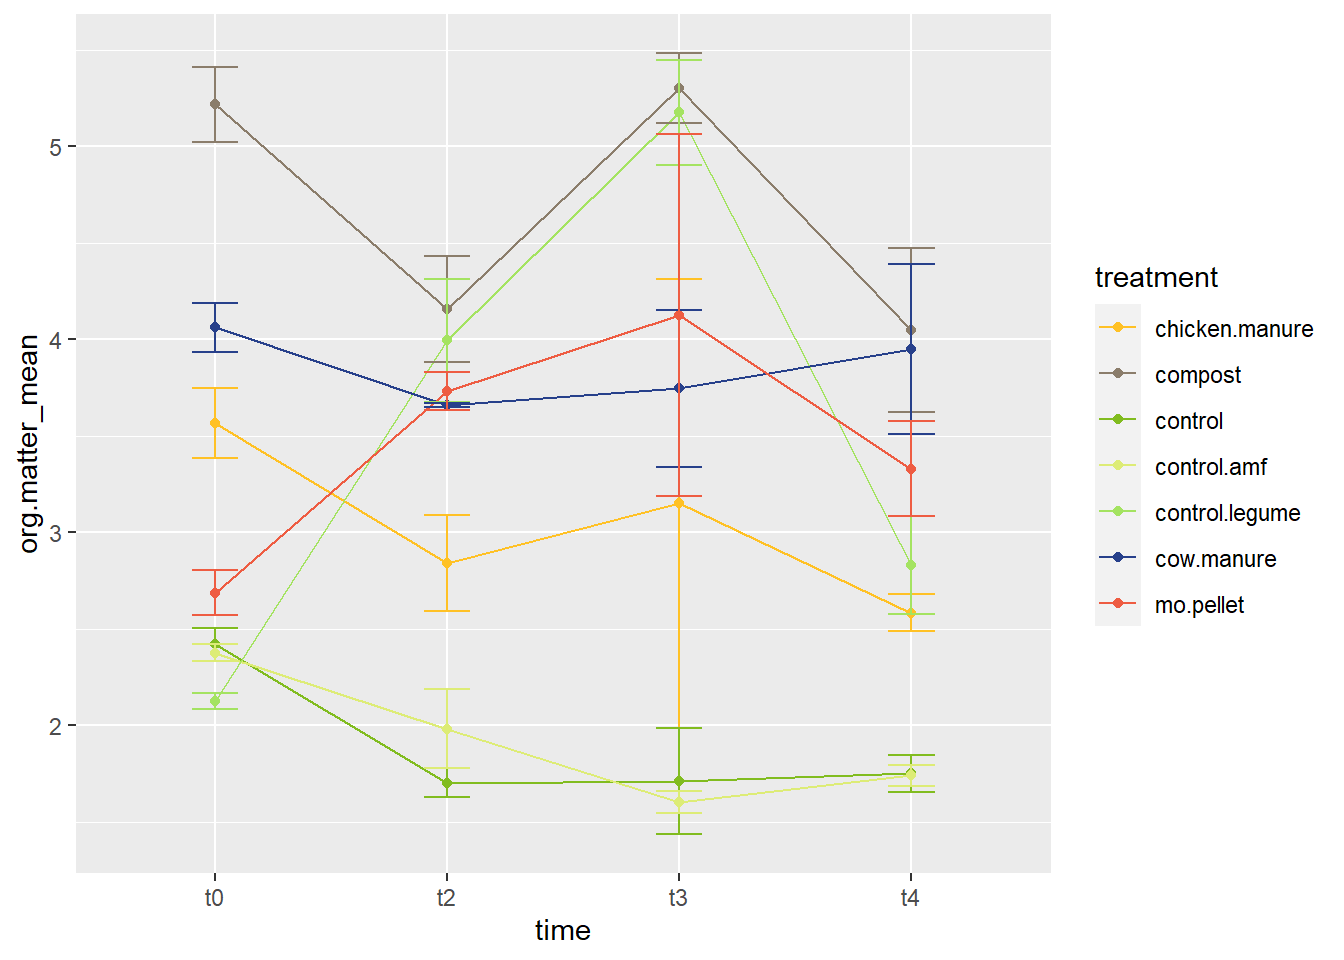 org.matter_mean
5
4
3
2
t0 t2 t3 t4
time
treatment
chicken.manure
compost
control
control.amf
control.legume
cow.manure
mo.pellet